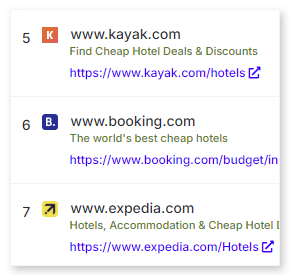 5 K www.kayak.com
Find Cheap Hotel Deals & Discounts
https://www.kayak.com/hotels
6 B. www.booking.com
The world's best cheap hotels
https://www.booking.com/budget/in
7 www.expedia.com
Hotels, Accommodation & Cheap Hotel
https://www.expedia.com/Hotels